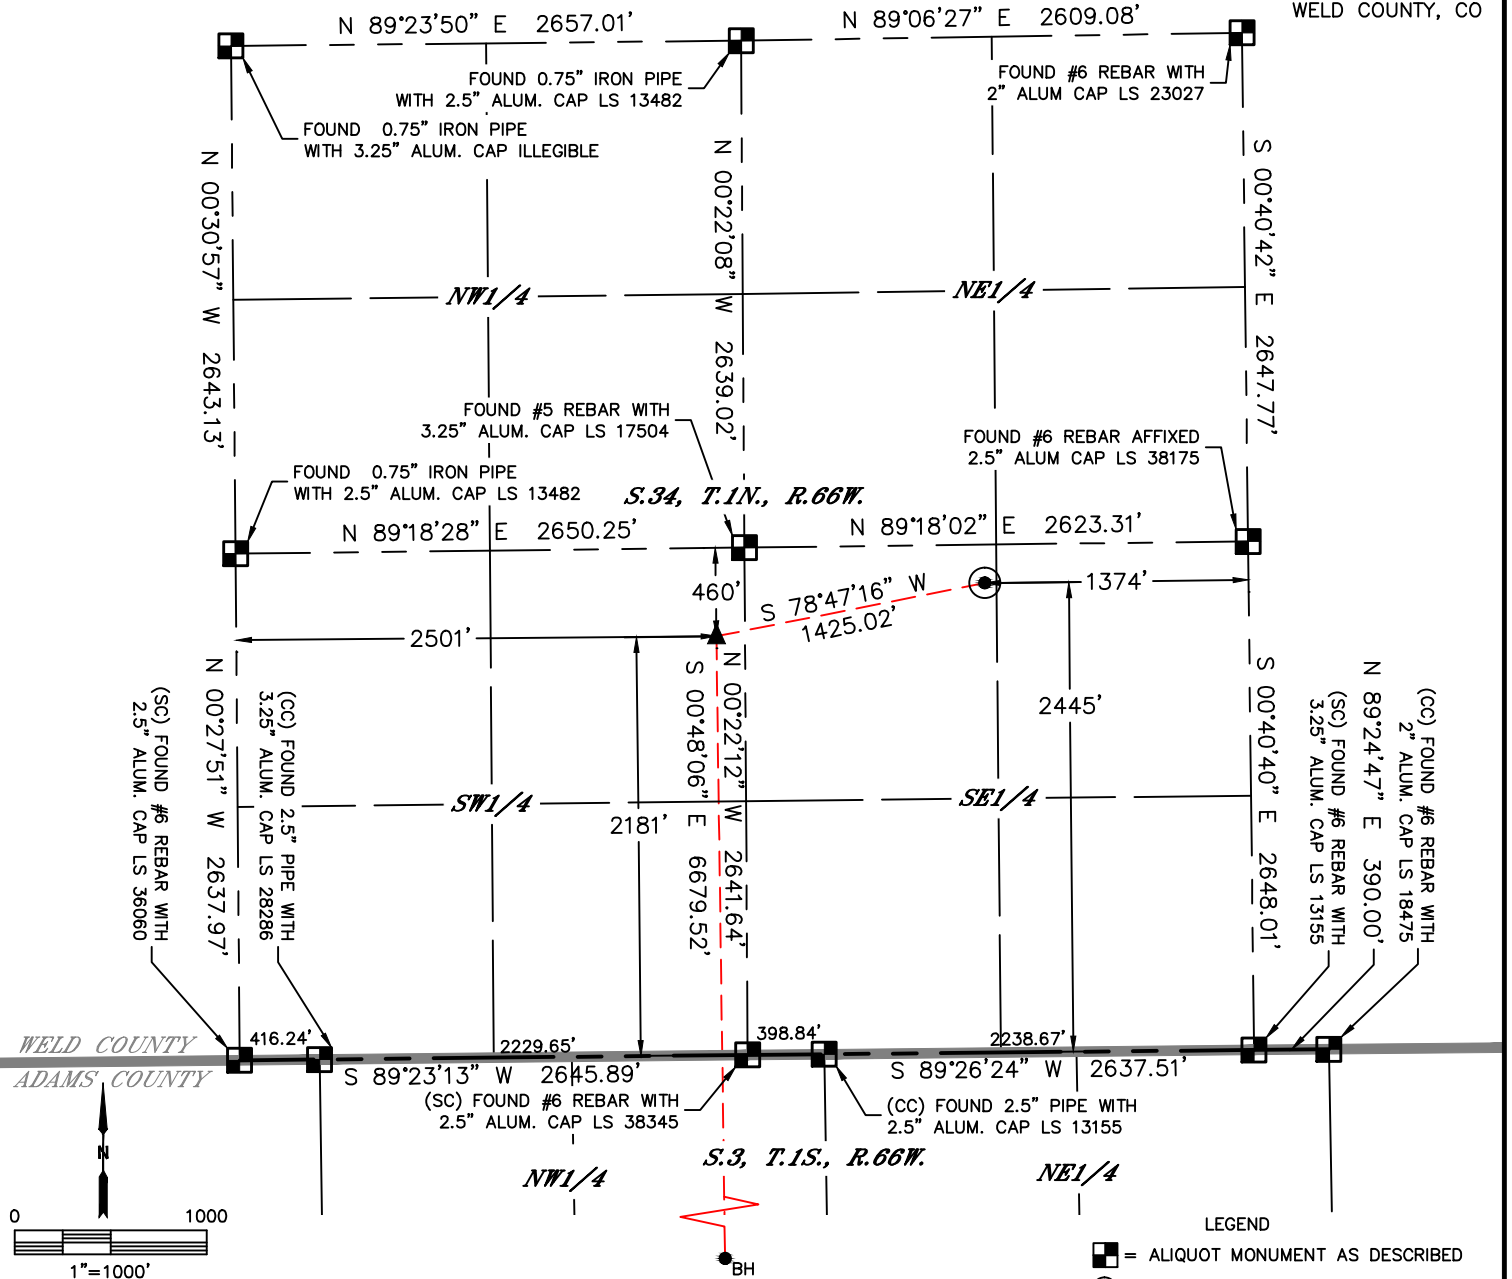 WELD COUNTY, CO
N 89°23'50" E 2657.01'
N 89°06'27" E 2609.08'
FOUND 0.75" IRON PIPE
WITH 2.5" ALUM. CAP LS 13482
FOUND #6 REBAR WITH
2" ALUM CAP LS 23027
FOUND 0.75" IRON PIPE
WITH 3.25" ALUM. CAP ILLEGIBLE
N 00°30'57" W 2643.13'
N 00°22'08" W 2639.02'
S 00°40'42" E 2647.77'
NW1/4
NE1/4
FOUND #5 REBAR WITH
3.25" ALUM. CAP LS 17504
FOUND #6 REBAR AFFIXED
2.5" ALUM CAP LS 38175
FOUND 0.75" IRON PIPE
WITH 2.5" ALUM. CAP LS 13482
S.34, T.1N., R.66W.
N 89°18'28" E 2650.25'
N 89°18'02" E 2623.31'
460'
S 78°47'16" W
1425.02'
1374'
2501'
2445'
2181'
N 00°27'51" W 2637.97'
S 00°48'06" E 6679.52'
N 00°22'12" W 2641.64'
S 00°40'40" E 2648.01'
(SC) FOUND #6 REBAR WITH
2.5" ALUM. CAP LS 36060
(CC) FOUND 2.5" PIPE WITH
3.25" ALUM. CAP LS 28286
(SC) FOUND #6 REBAR WITH
3.25" ALUM. CAP LS 13155
N 89°24'47" E 390.00'
(CC) FOUND #6 REBAR WITH
2" ALUM. CAP LS 18475
SW1/4
SE1/4
WELD COUNTY
ADAMS COUNTY
416.24'
2229.65'
398.84'
2238.67'
S 89°23'13" W 2645.89'
S 89°26'24" W 2637.51'
(SC) FOUND #6 REBAR WITH
2.5" ALUM. CAP LS 38345
(CC) FOUND 2.5" PIPE WITH
2.5" ALUM. CAP LS 13155
S.3, T.1S., R.66W.
NW1/4
NE1/4
N
0 1000
1"=1000'
BH
LEGEND
= ALIQUOT MONUMENT AS DESCRIBED